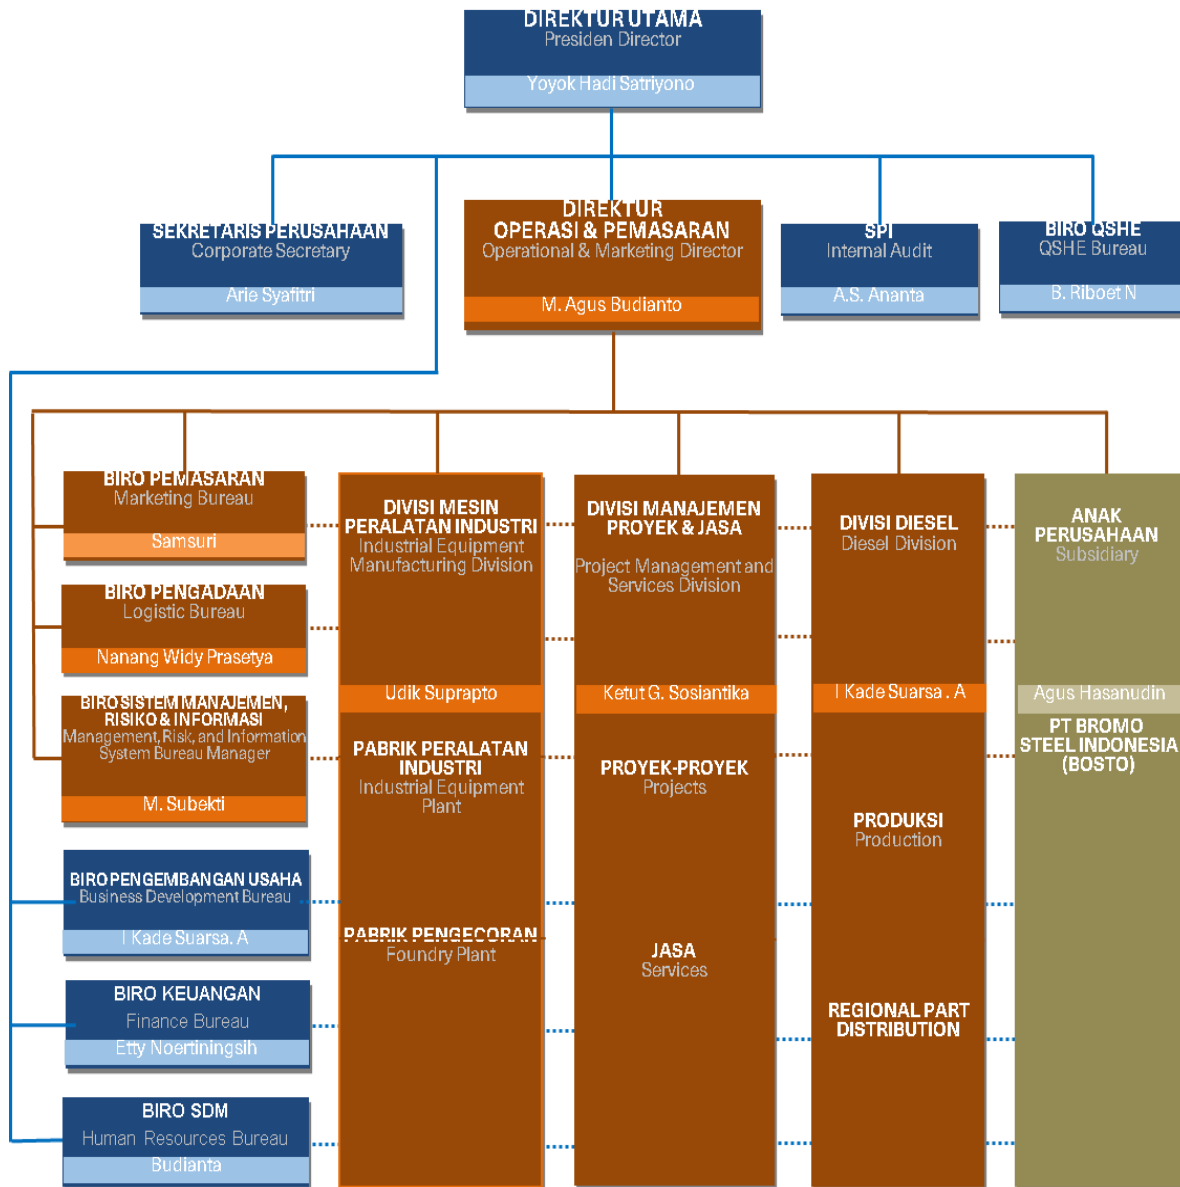 DIREKTUR UTAMA
Presiden Director
Yoyok Hadi Satriyono
SEKRETARIS PERUSAHAAN
Corporate Secretary
Arie Syafitri
DIREKTUR
OPERASI & PEMASARAN
Operational & Marketing Director
M. Agus Budianto
SPI
Internal Audit
A.S. Ananta
BIRO QSHE
QSHE Bureau
B. Riboet N
BIRO PEMASARAN
Marketing Bureau
Samsuri
BIRO PENGADAAN
Logistic Bureau
Nanang Widy Prasetya
BIRO SISTEM MANAJEMEN,
RISIKO & INFORMASI
Management, Risk, and Information
System Bureau Manager
M. Subekti
BIRO PENGEMBANGAN USAHA
Business Development Bureau
I Kade Suarsa. A
BIRO KEUANGAN
Finance Bureau
Etty Noertiningsih
BIRO SDM
Human Resources Bureau
Budianta
DIVISI MESIN
PERALATAN INDUSTRI
Industrial Equipment
Manufacturing Division
Udik Suprapto
PABRIK PERALATAN
INDUSTRI
Industrial Equipment
Plant
PABRIK PENGECORAN
Foundry Plant
DIVISI MANAJEMEN
PROYEK & JASA
Project Management and
Services Division
Ketut G. Sosiantika
PROYEK-PROYEK
Projects
JASA
Services
DIVISI DIESEL
Diesel Division
I Kade Suarsa . A
PRODUKSI
Production
REGIONAL PART
DISTRIBUTION
ANAK
PERUSAHAAN
Subsidiary
Agus Hasanudin
PT BROMO
STEEL INDONESIA
(BOSTO)